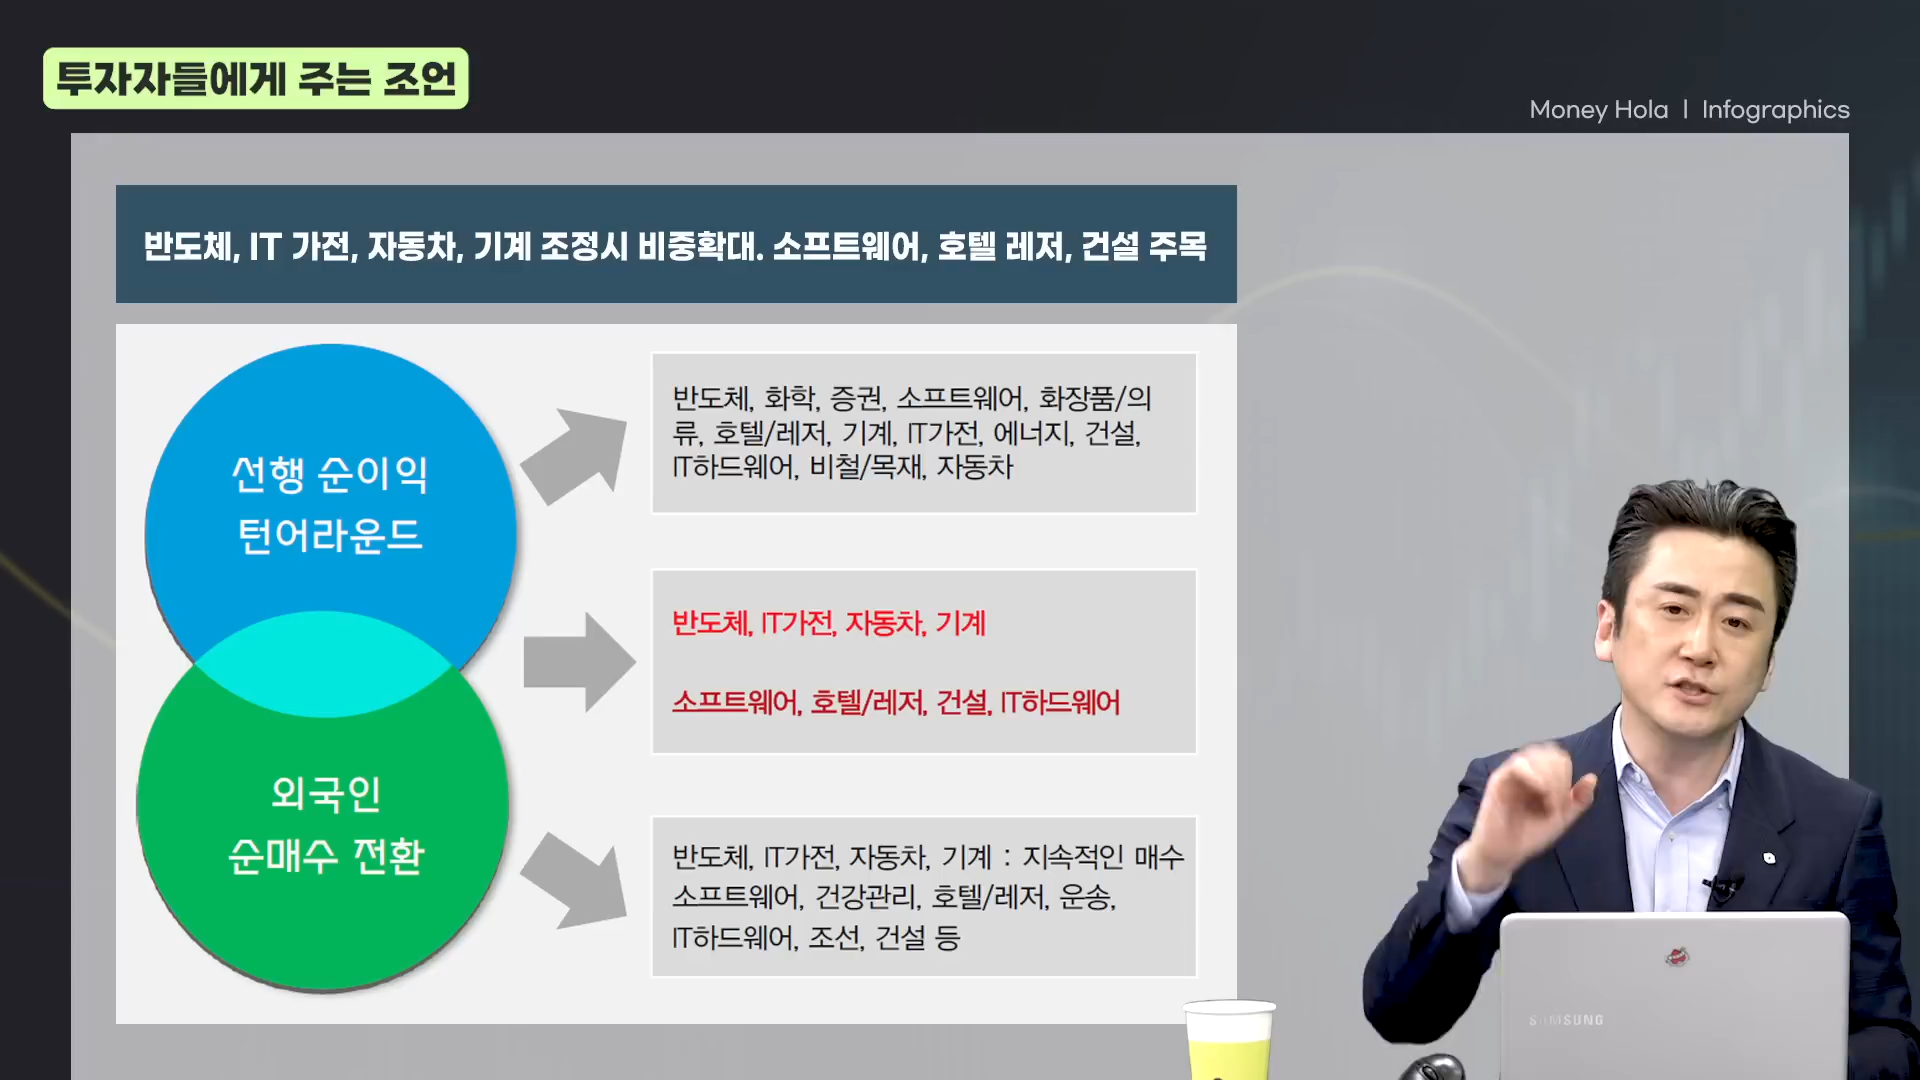 투자자들에게 주는 조언
Money Hola | Infographics
반도체, IT 가전, 자동차, 기계 조정시 비중확대. 소프트웨어, 호텔 레저, 건설 주목
선행 순이익
턴어라운드
반도체, 화학, 증권, 소프트웨어, 화장품/의
류, 호텔/레저, 기계, IT가전, 에너지, 건설,
IT하드웨어, 비철/목재, 자동차
반도체, IT가전, 자동차, 기계
소프트웨어, 호텔/레저, 건설, IT하드웨어
외국인
순매수 전환
반도체, IT가전, 자동차, 기계 : 지속적인 매수
소프트웨어, 건강관리, 호텔/레저, 운송,
IT하드웨어, 조선, 건설 등
SAMSUNG